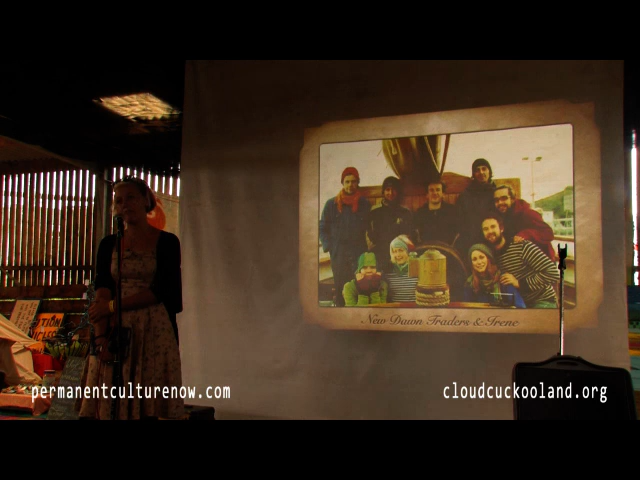 New Dawn Traders & Irene
permanentculturenow.com
cloudcuckooland.org